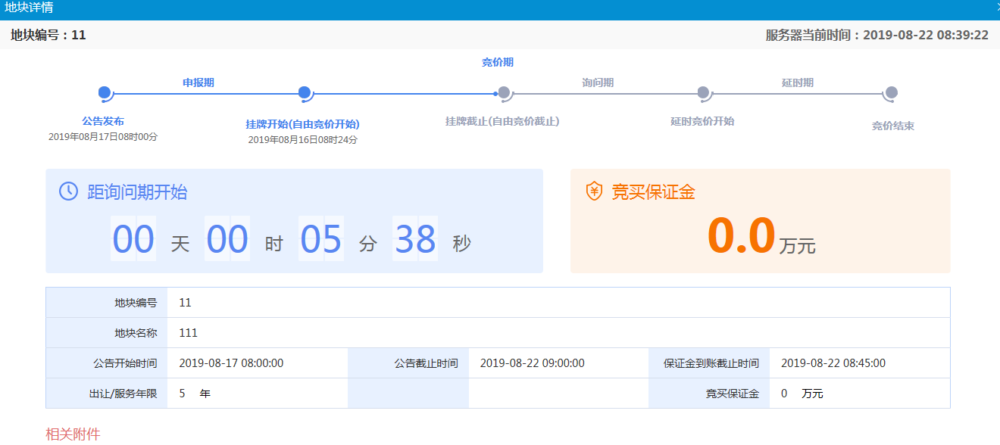 地块详情
地块编号：11 服务器当前时间：2019-08-22 08:39:22
竞价期
申报期 询问期 延时期
公告发布 挂牌开始(自由竞价开始) 挂牌截止(自由竞价截止) 延时竞价开始 竞价结束
2019年08月17日08时00分 2019年08月16日08时24分
距询问期开始 竞买保证金
00 天 00 时 05 分 38 秒 0.0 万元
地块编号 11
地块名称 111
公告开始时间 2019-08-17 08:00:00 公告截止时间 2019-08-22 09:00:00 保证金到账截止时间 2019-08-22 08:45:00
出让/服务年限 5 年 竞买保证金 0 万元
相关附件